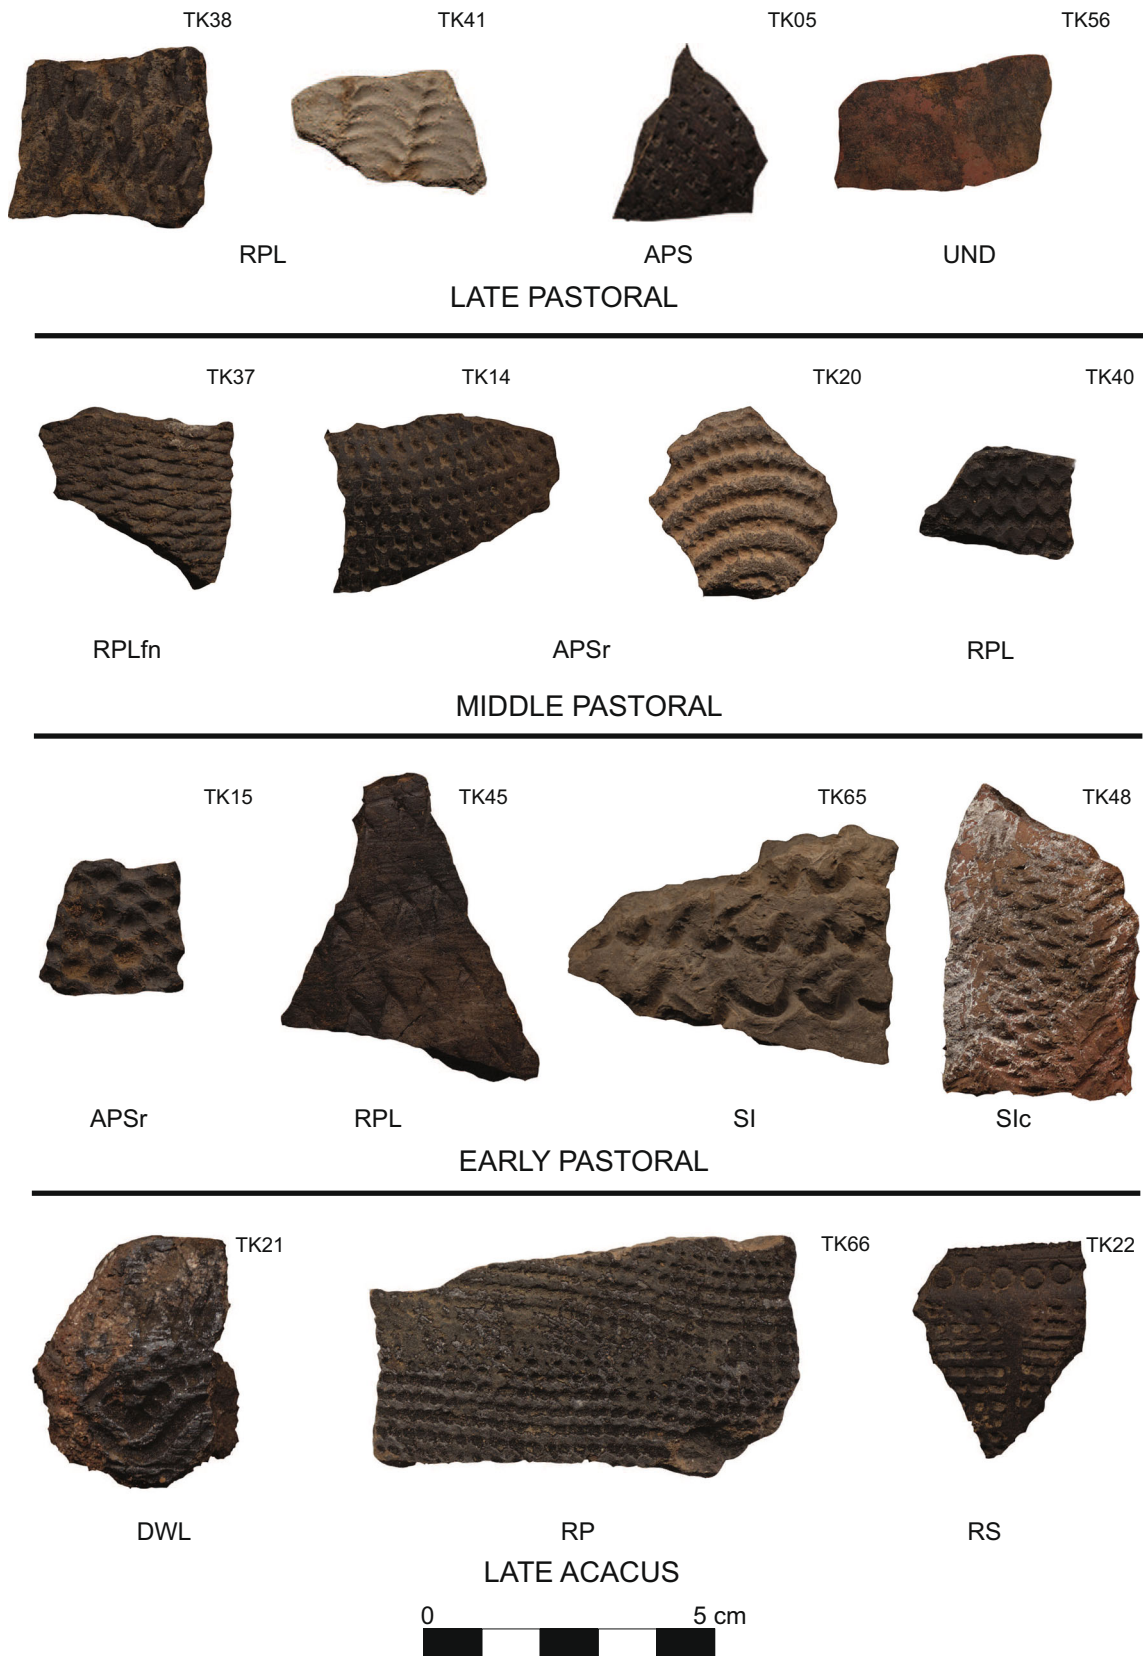 TK38 TK41 TK05 TK56
RPL APS UND
LATE PASTORAL
TK37 TK14 TK20 TK40
RPLfn APSr RPL
MIDDLE PASTORAL
TK15 TK45 TK65 TK48
APSr RPL SI SIc
EARLY PASTORAL
TK21 TK66 TK22
DWL RP RS
LATE ACACUS
0 5 cm